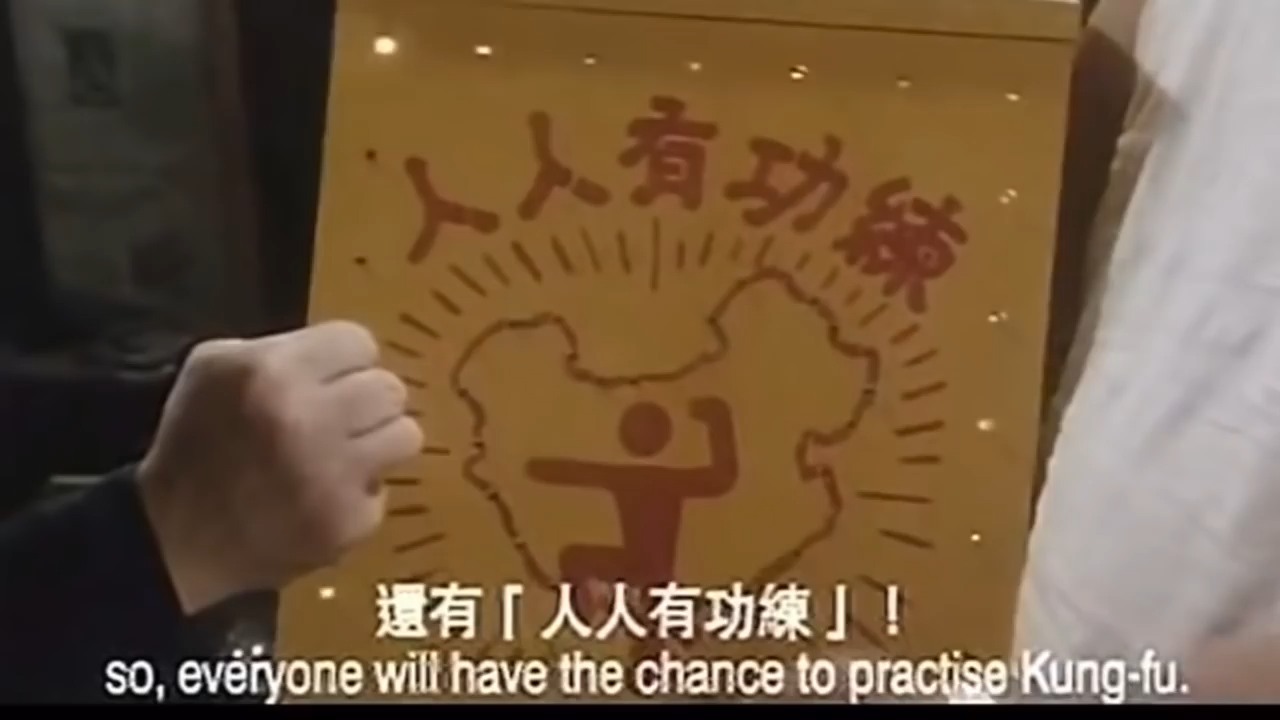 人人有功練
還有「人人有功練」！
so, everyone will have the chance to practise Kung-fu.